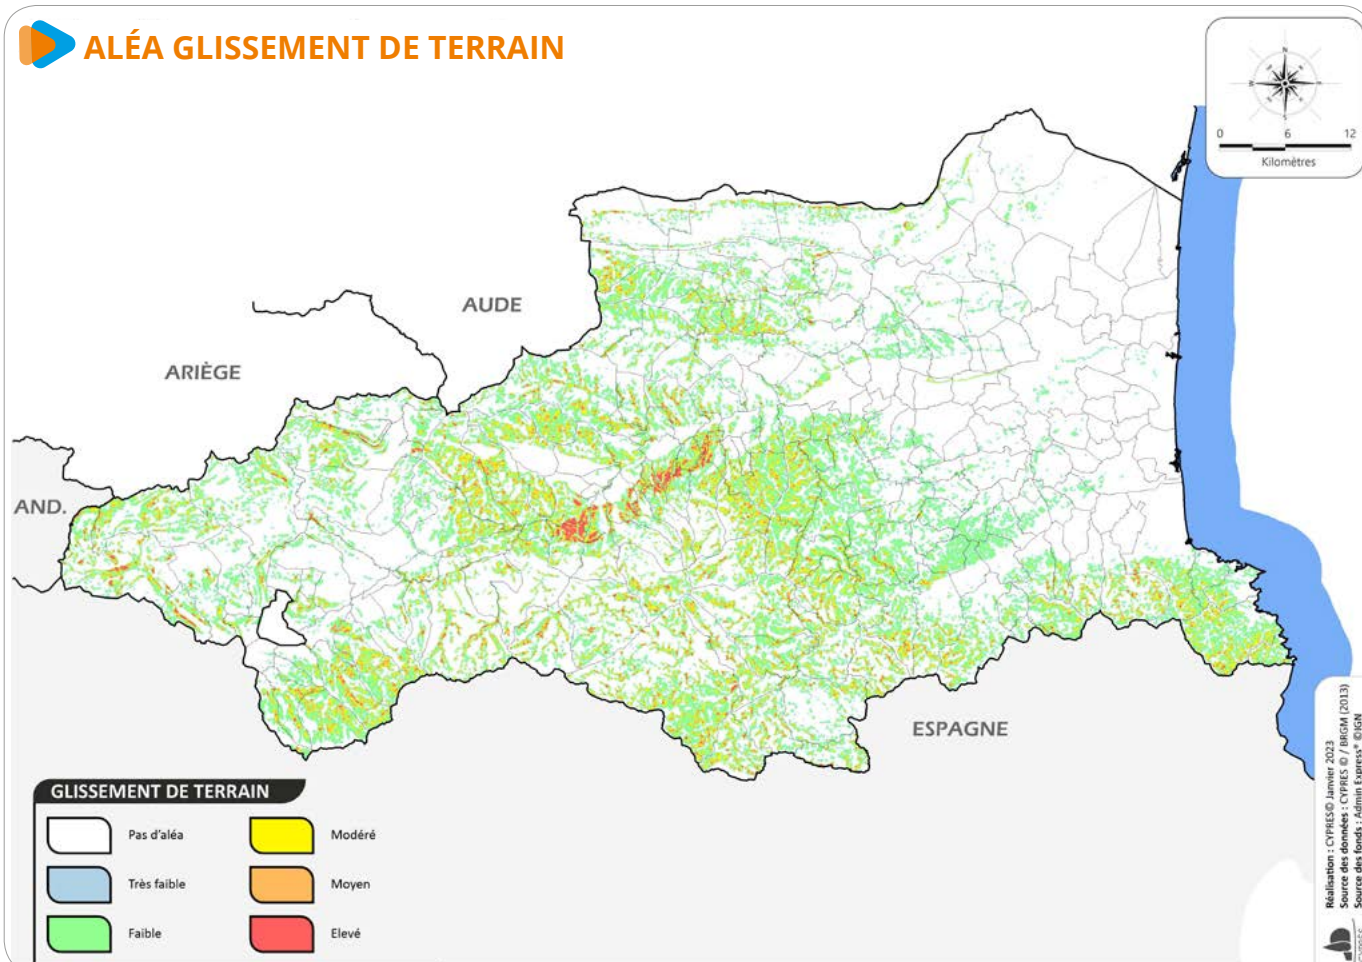 ALÉA GLISSEMENT DE TERRAIN
N
0 6 12
Kilomètres
AUDE
ARIÈGE
AND.
ESPAGNE
GLISSEMENT DE TERRAIN
Pas d'aléa
Modéré
Très faible
Moyen
Faible
Elevé
Réalisation : CYPRES© Janvier 2023
Source des données : CYPRES © / BRGM (2013)
Source des fonds : Admin Express® ©IGN